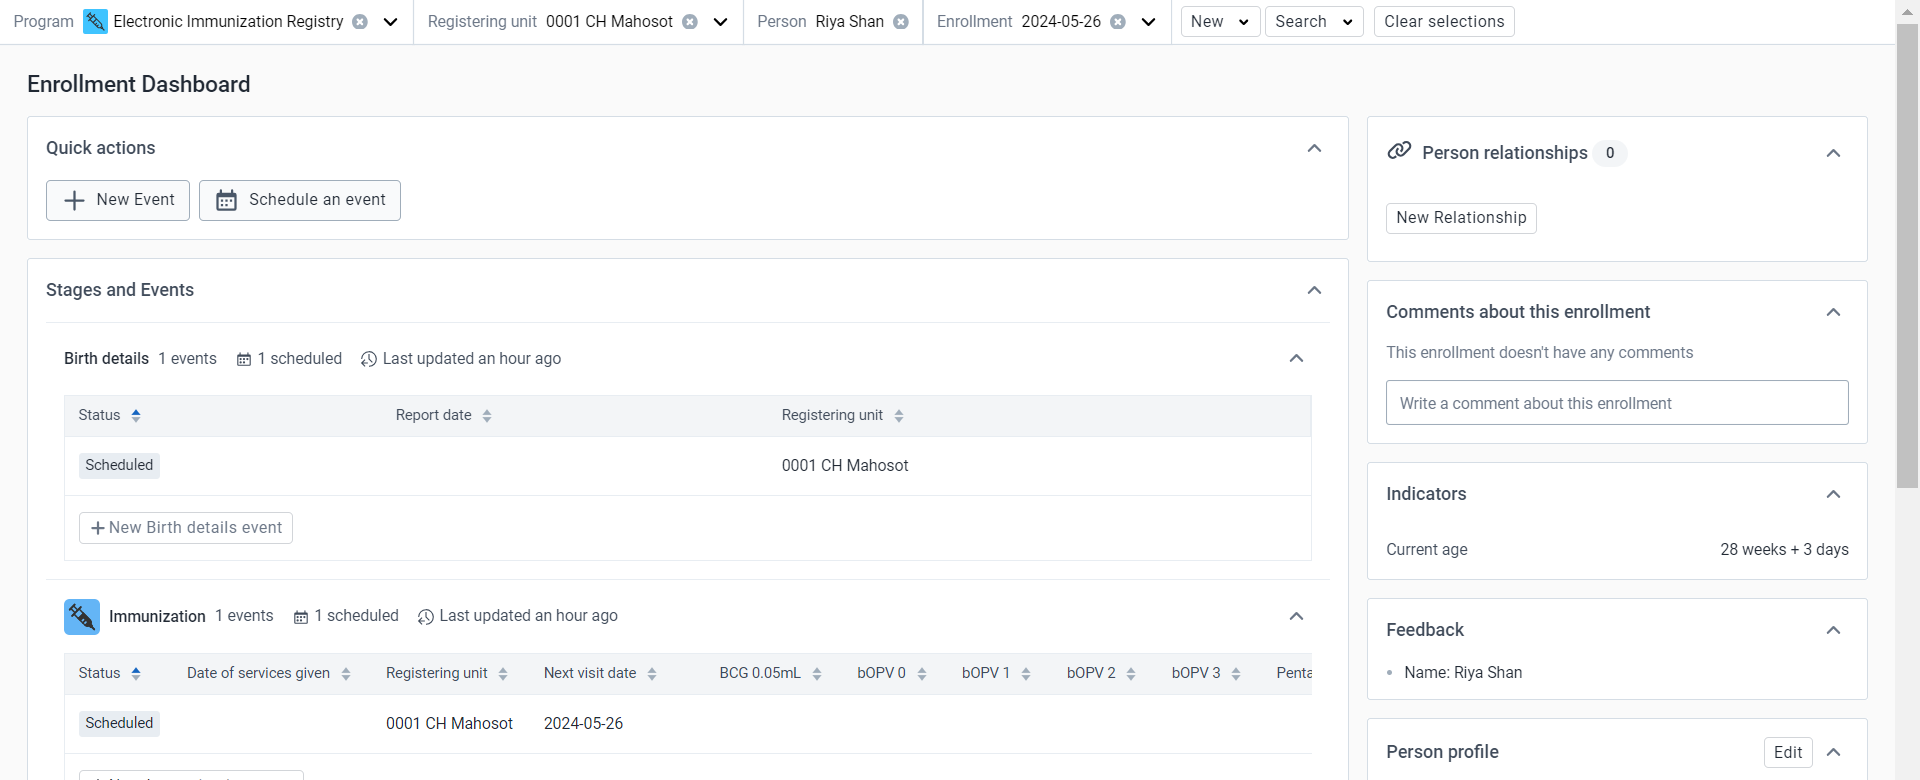 Program Electronic Immunization Registry Registering unit 0001 CH Mahosot Person Riya Shan Enrollment 2024-05-26 New Search Clear selections
Enrollment Dashboard
Quick actions
New Event Schedule an event
Stages and Events
Birth details 1 events 1 scheduled Last updated an hour ago
Status Report date Registering unit
Scheduled 0001 CH Mahosot
New Birth details event
Immunization 1 events 1 scheduled Last updated an hour ago
Status Date of services given Registering unit Next visit date BCG 0.05mL bOPV 0 bOPV 1 bOPV 2 bOPV 3 Penta
Scheduled 0001 CH Mahosot 2024-05-26
Person relationships 0
New Relationship
Comments about this enrollment
This enrollment doesn't have any comments
Write a comment about this enrollment
Indicators
Current age 28 weeks + 3 days
Feedback
Name: Riya Shan
Person profile Edit